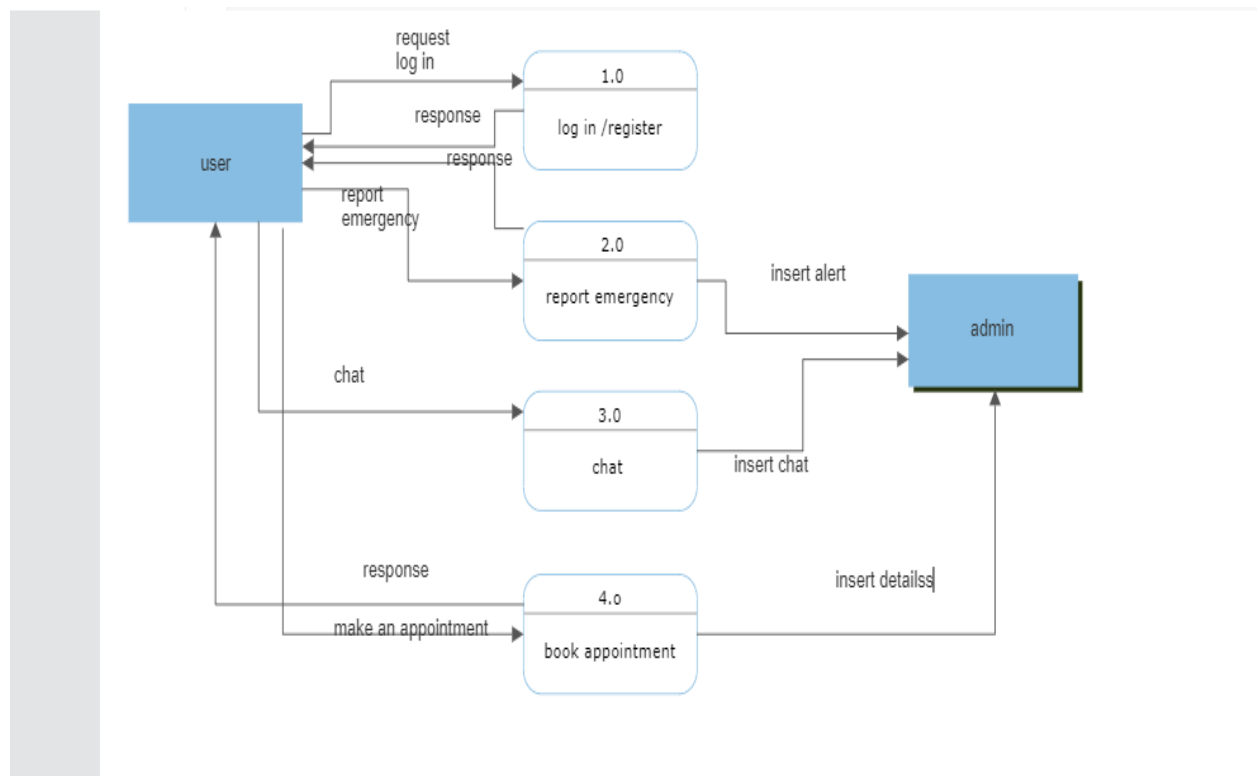 request
log in
1.0
response
log in /register
user
response
report
emergency
2.0
insert alert
report emergency
admin
chat
3.0
chat
insert chat
response
insert detailss
4.o
make an appointment
book appointment